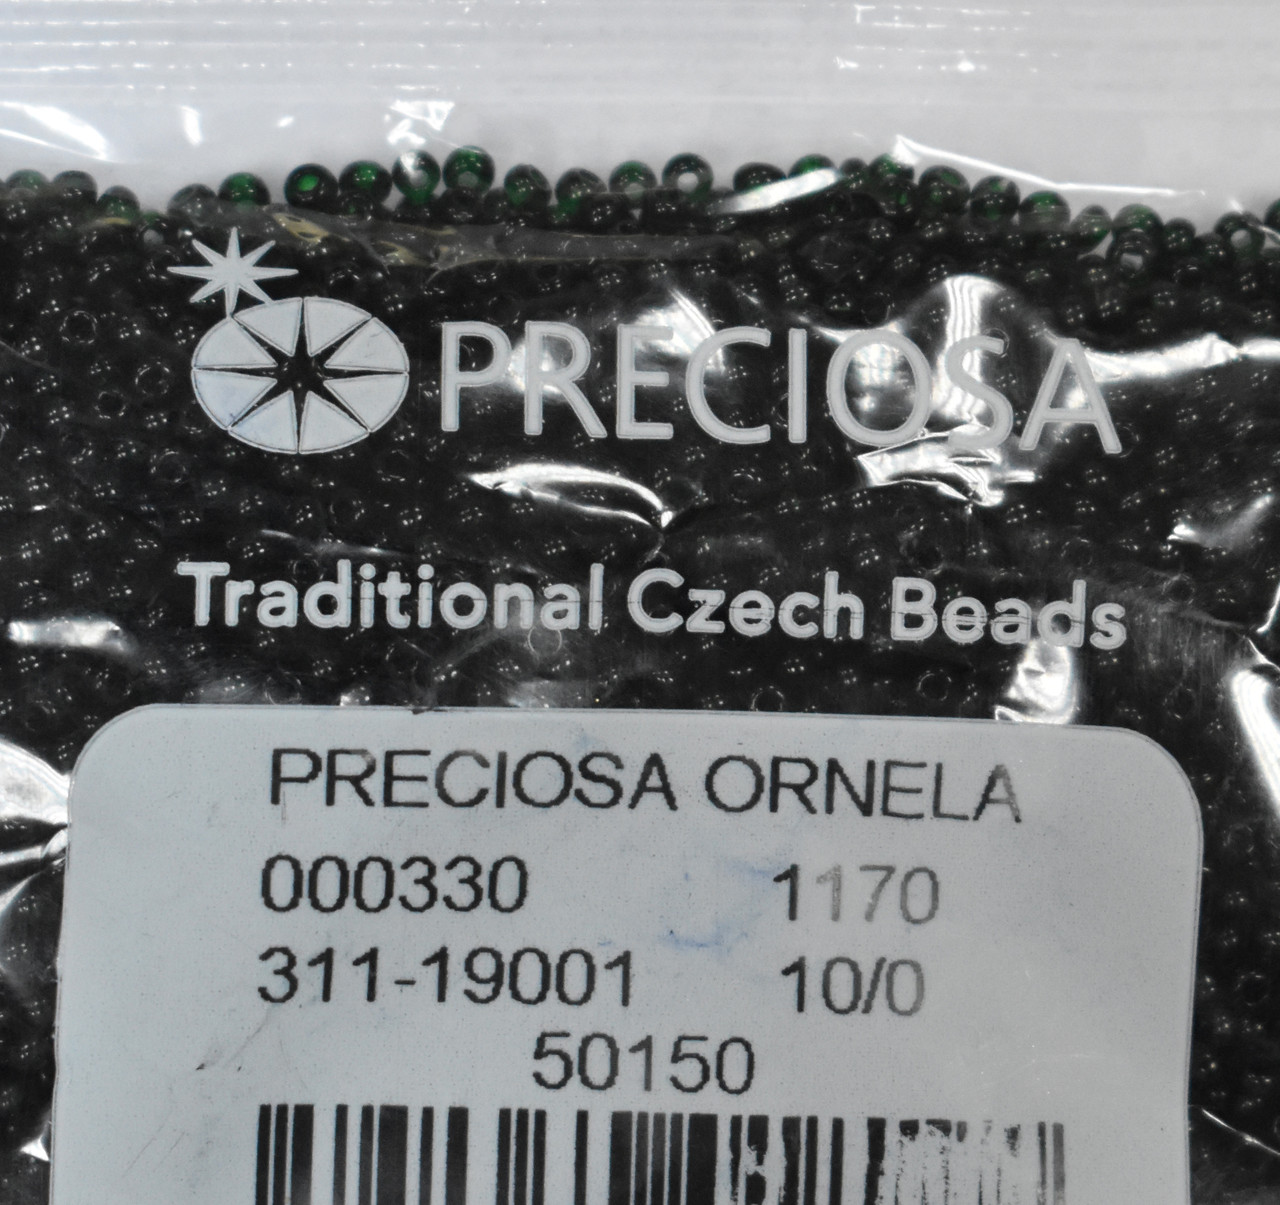 PRECIOSA
Traditional Czech Beads
PRECIOSA ORNELA
000330 1170
311-19001 10/0
50150